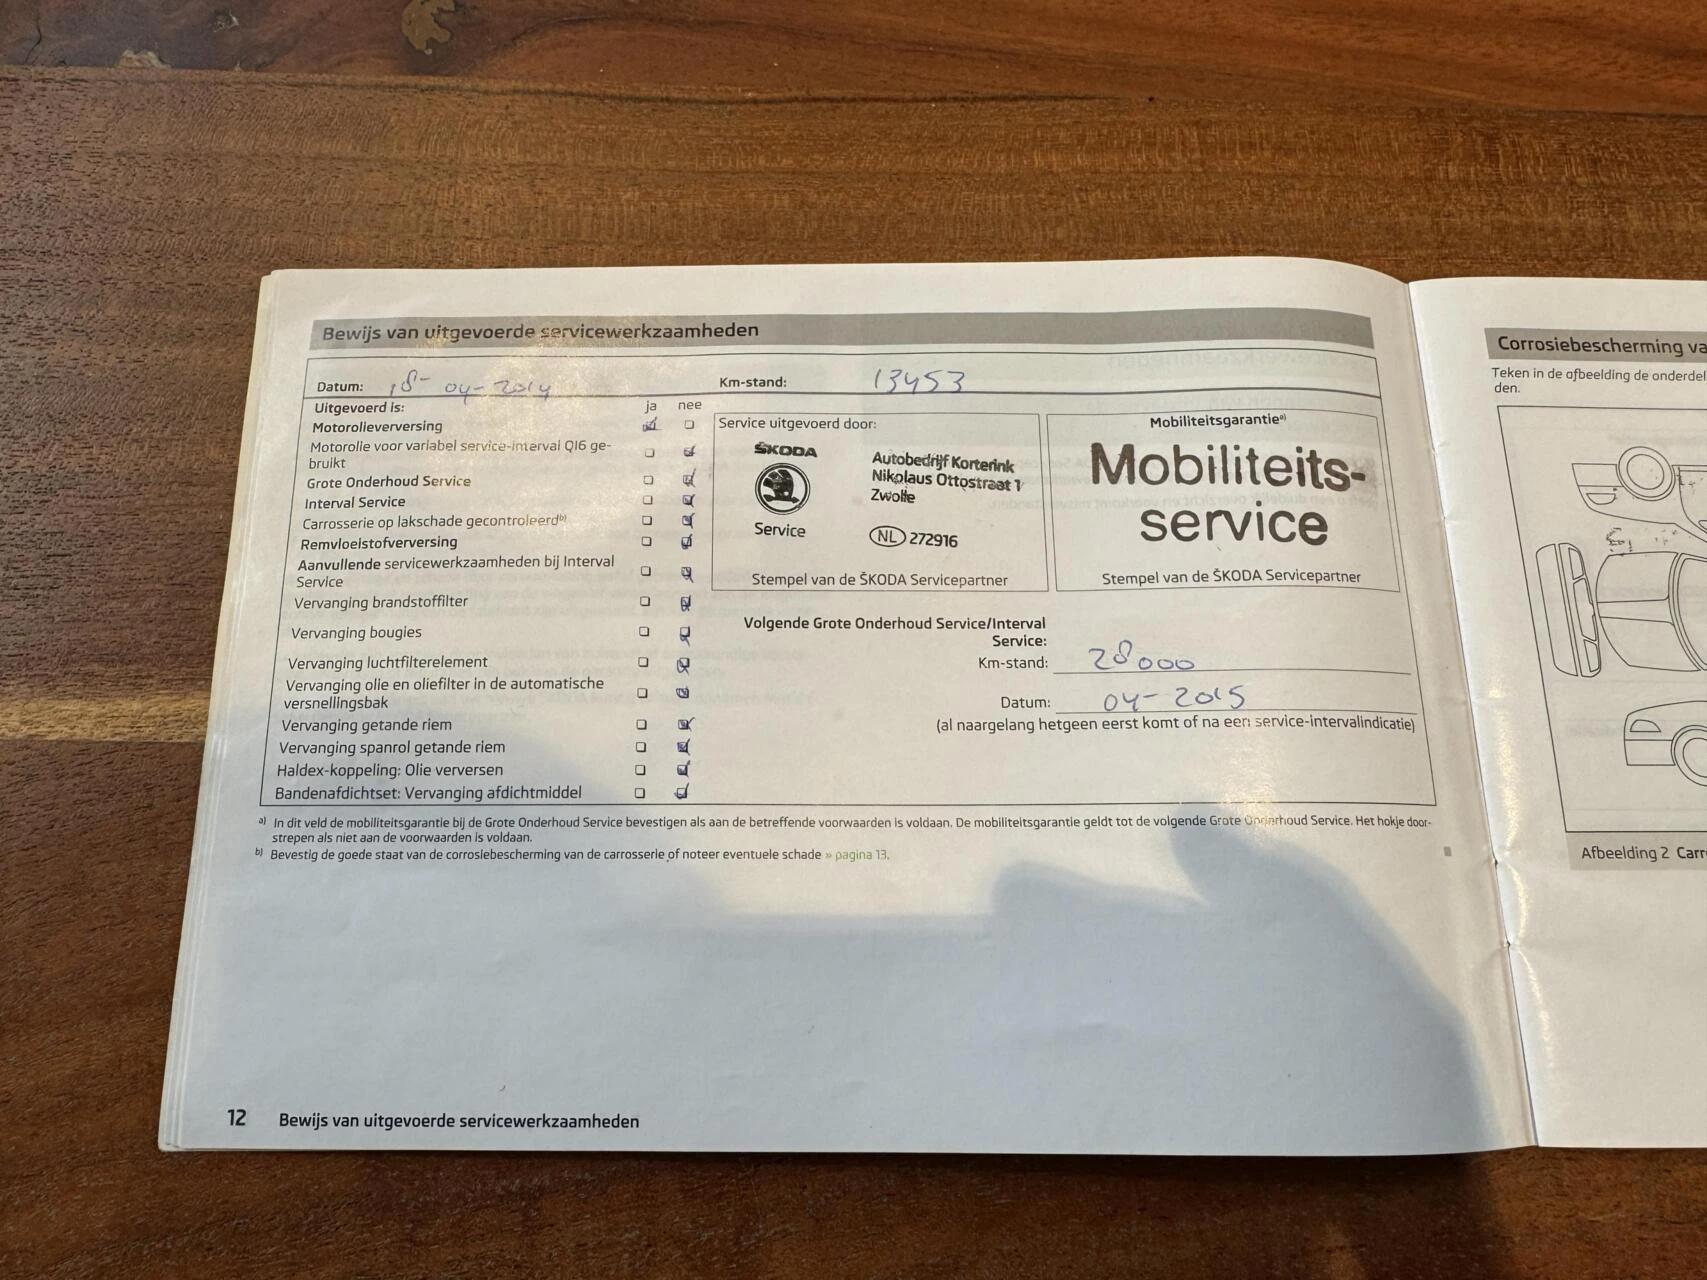 Bewijs van uitgevoerde servicewerkzaamheden
Datum: 18-04-2014
Km-stand: 13453
Uitgevoerd is: ja nee
Motorolieverversing
Motorolie voor variabel service-interval QI6 ge-
bruikt
Grote Onderhoud Service
Interval Service
Carrosserie op lakschade gecontroleerd b)
Remvloeistofverversing
Aanvullende servicewerkzaamheden bij Interval
Service
Vervanging brandstoffilter
Vervanging bougies
Vervanging luchtfilterelement
Vervanging olie en oliefilter in de automatische
versnellingsbak
Vervanging getande riem
Vervanging spanrol getande riem
Haldex-koppeling: Olie verversen
Bandenafdichtset: Vervanging afdichtmiddel
Service uitgevoerd door:
ŠKODA
Service
Autobedrijf Korterink
Nikolaus Ottostraat 1
Zwolle
NL 272916
Stempel van de ŠKODA Servicepartner
Mobiliteitsgarantie a)
Mobiliteits-
service
Stempel van de ŠKODA Servicepartner
Volgende Grote Onderhoud Service/Interval
Service:
Km-stand: 28000
Datum: 04-2015
(al naargelang hetgeen eerst komt of na een service-intervalindicatie)
a) In dit veld de mobiliteitsgarantie bij de Grote Onderhoud Service bevestigen als aan de betreffende voorwaarden is voldaan. De mobiliteitsgarantie geldt tot de volgende Grote Onderhoud Service. Het hokje door-
strepen als niet aan de voorwaarden is voldaan.
b) Bevestig de goede staat van de corrosiebescherming van de carrosserie of noteer eventuele schade » pagina 13.
12 Bewijs van uitgevoerde servicewerkzaamheden
Corrosiebescherming va
Teken in de afbeelding de onderdel
den.
Afbeelding 2 Carr